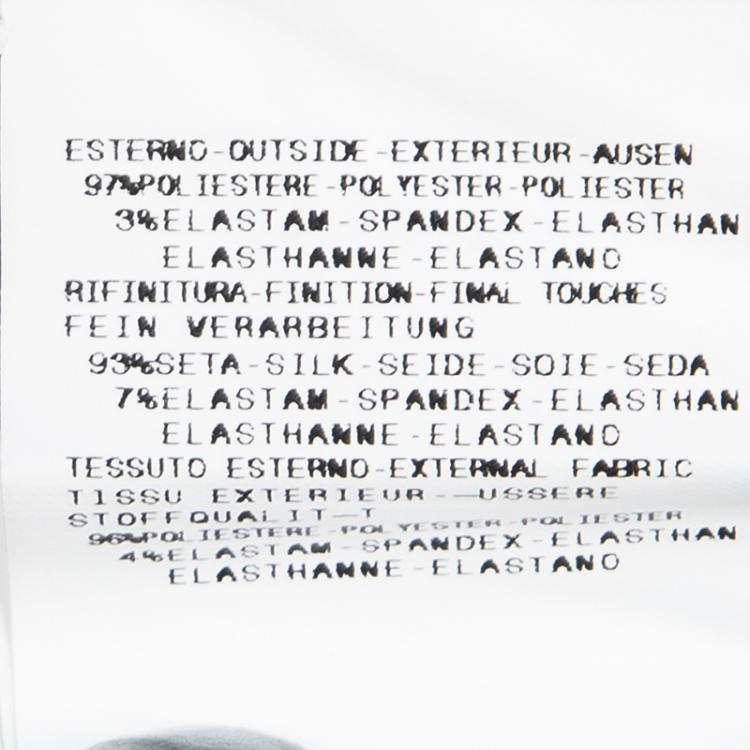 ESTERNO-OUTSIDE-EXTERIEUR-AUSEN
97%POLIESTERE-POLYESTER-POLIESTER
3%ELASTAM-SPANDEX-ELASTHAN
ELASTHANNE-ELASTANO
RIFINITURA-FINITION-FINAL TOUCHES
FEIN VERARBEITUNG
93%SETA-SILK-SEIDE-SOIE-SEDA
7%ELASTAM-SPANDEX-ELASTHAN
ELASTHANNE-ELASTANO
TESSUTO ESTERNO-EXTERNAL FABRIC
TISSU EXTERIEUR-—USSERE
STOFFQUALIT—T
96%POLIESTERE-POLYESTER-POLIESTER
4%ELASTAM-SPANDEX-ELASTHAN
ELASTHANNE-ELASTANO